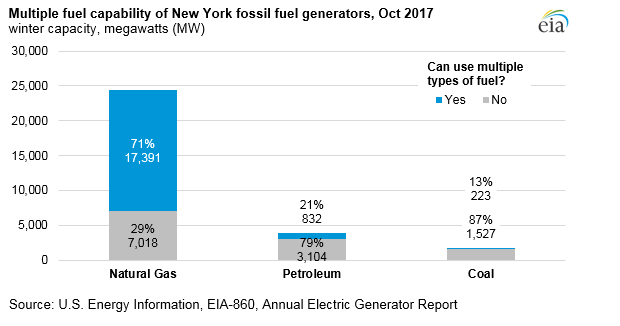 Multiple fuel capability of New York fossil fuel generators, Oct 2017
winter capacity, megawatts (MW)
eia
30,000
25,000
20,000
15,000
10,000
5,000
0
Can use multiple
types of fuel?
Yes No
71%
17,391
29%
7,018
21%
832
79%
3,104
13%
223
87%
1,527
Natural Gas Petroleum Coal
Source: U.S. Energy Information, EIA-860, Annual Electric Generator Report